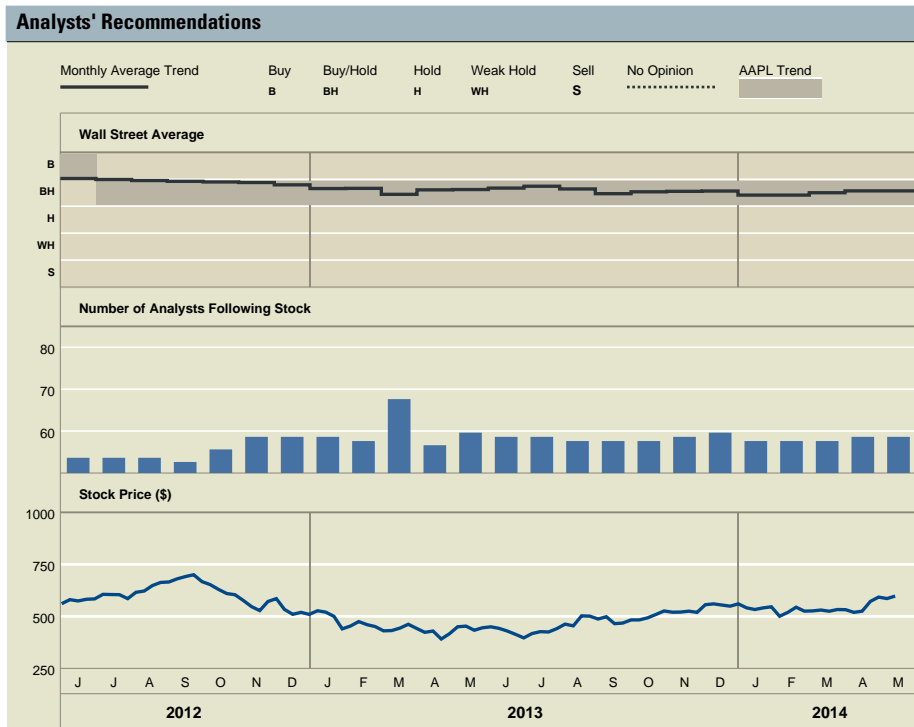 Analysts' Recommendations
Monthly Average Trend Buy Buy/Hold Hold Weak Hold Sell No Opinion AAPL Trend
B BH H WH S
Wall Street Average
B
BH
H
WH
S
Number of Analysts Following Stock
80
70
60
Stock Price ($)
1000
750
500
250
J J A S O N D J F M A M J J A S O N D J F M A M
2012 2013 2014